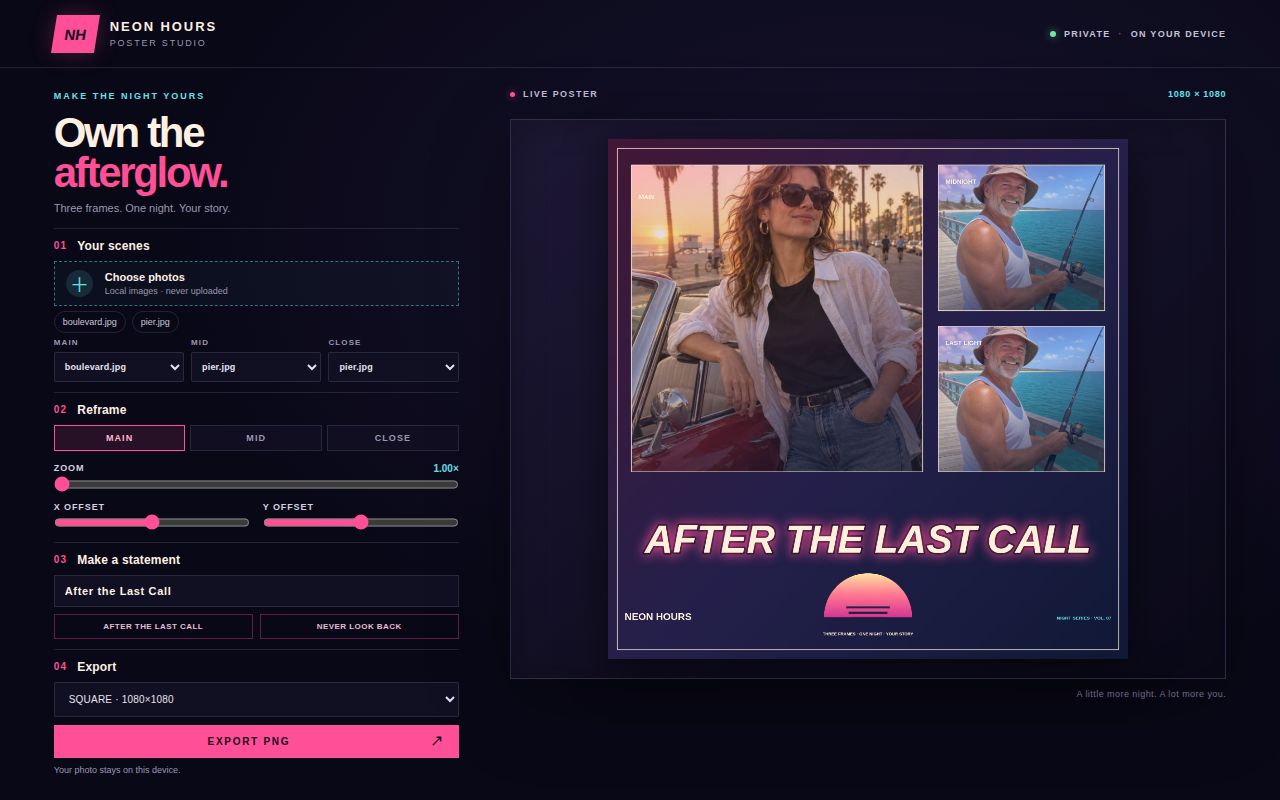 NH
NEON HOURS
POSTER STUDIO
PRIVATE · ON YOUR DEVICE
MAKE THE NIGHT YOURS
Own the
afterglow.
Three frames. One night. Your story.
01 Your scenes
Choose photos
Local images · never uploaded
boulevard.jpg pier.jpg
MAIN MID CLOSE
boulevard.jpg pier.jpg pier.jpg
02 Reframe
MAIN MID CLOSE
ZOOM 1.00×
X OFFSET Y OFFSET
03 Make a statement
After the Last Call
AFTER THE LAST CALL NEVER LOOK BACK
04 Export
SQUARE · 1080×1080
EXPORT PNG ↗
Your photo stays on this device.
LIVE POSTER 1080 × 1080
MAIN
MIDNIGHT
LAST LIGHT
AFTER THE LAST CALL
NEON HOURS
NIGHT SERIES · VOL. 07
THREE FRAMES · ONE NIGHT · YOUR STORY
A little more night. A lot more you.